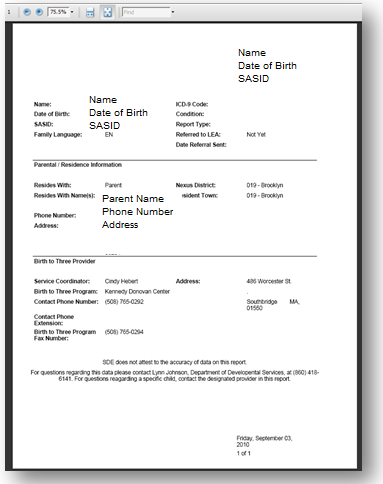 1 75.5% Find
Name
Date of Birth
SASID
Name: Name ICD-9 Code:
Date of Birth: Date of Birth Condition:
SASID: SASID Report Type:
Family Language: EN Referred to LEA: Not Yet
Date Referral Sent:
Parental / Residence Information
Resides With: Parent Nexus District: 019 - Brooklyn
Resides With Name(s): Parent Name esident Town: 019 - Brooklyn
Phone Number: Phone Number
Address: Address
Birth to Three Provider
Service Coordinator: Cindy Hebert Address: 486 Worcester St.
Birth to Three Program: Kennedy Donovan Center .
Contact Phone Number: (508) 765-0292 Southbridge MA,
01550
Contact Phone
Extension:
Birth to Three Program (508) 765-0294
Fax Number:
SDE does not attest to the accuracy of data on this report.
For questions regarding this data please contact Lynn Johnson, Department of Developmental Services, at (860) 418-
6141. For questions reagarding a specific child, contact the designated provider in this report.
Friday, September 03,
2010
1 of 1